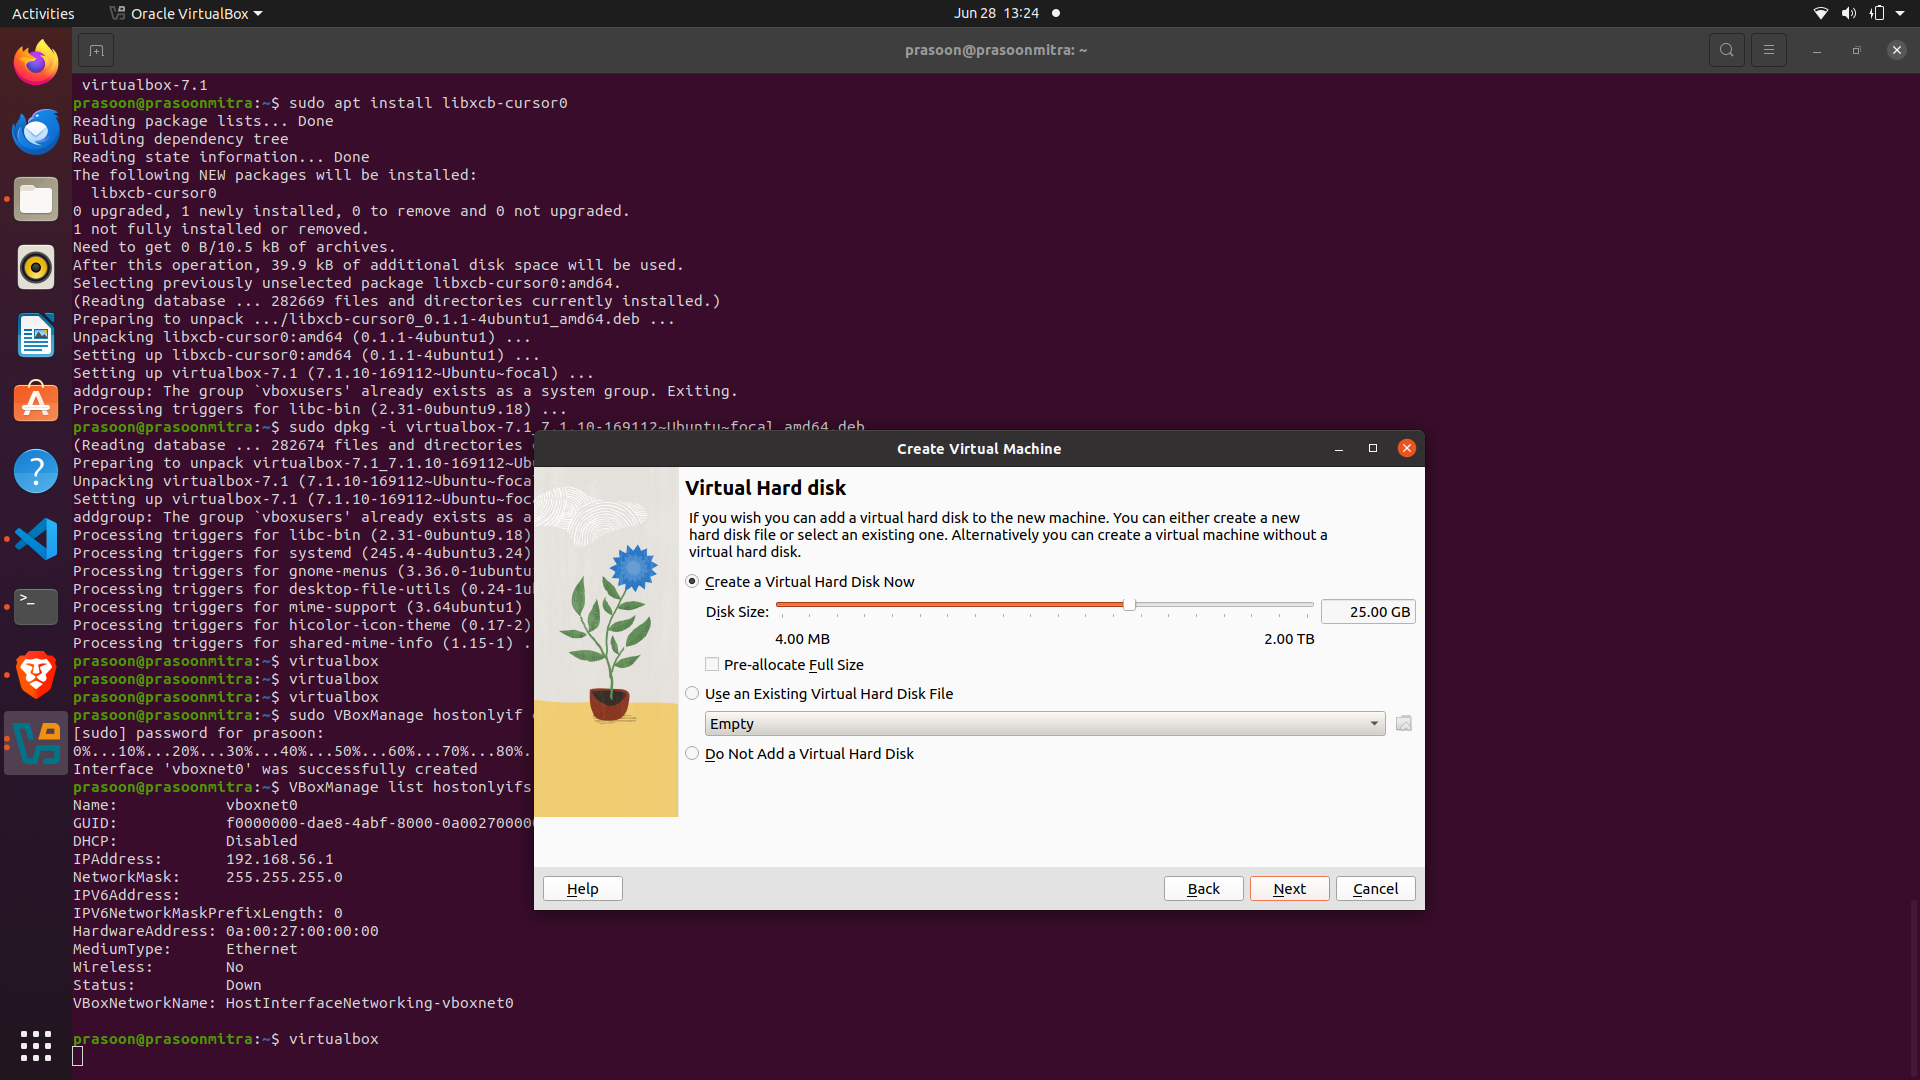 Activities
Oracle VirtualBox
Jun 28 13:24
prasoon@prasoonmitra: ~
virtualbox-7.1
prasoon@prasoonmitra:~$ sudo apt install libxcb-cursor0
Reading package lists... Done
Building dependency tree
Reading state information... Done
The following NEW packages will be installed:
libxcb-cursor0
0 upgraded, 1 newly installed, 0 to remove and 0 not upgraded.
1 not fully installed or removed.
Need to get 0 B/10.5 kB of archives.
After this operation, 39.9 kB of additional disk space will be used.
Selecting previously unselected package libxcb-cursor0:amd64.
(Reading database ... 282669 files and directories currently installed.)
Preparing to unpack .../libxcb-cursor0_0.1.1-4ubuntu1_amd64.deb ...
Unpacking libxcb-cursor0:amd64 (0.1.1-4ubuntu1) ...
Setting up libxcb-cursor0:amd64 (0.1.1-4ubuntu1) ...
Setting up virtualbox-7.1 (7.1.10-169112~Ubuntu~focal) ...
addgroup: The group `vboxusers' already exists as a system group. Exiting.
Processing triggers for libc-bin (2.31-0ubuntu9.18) ...
prasoon@prasoonmitra:~$ sudo dpkg -i virtualbox-7.1_7.1.10-169112~Ubuntu~focal_amd64.deb
(Reading database ... 282674 files and directories
Preparing to unpack virtualbox-7.1_7.1.10-169112~Ub
Unpacking virtualbox-7.1 (7.1.10-169112~Ubuntu~foca
Setting up virtualbox-7.1 (7.1.10-169112~Ubuntu~foc
addgroup: The group `vboxusers' already exists as a
Processing triggers for libc-bin (2.31-0ubuntu9.18)
Processing triggers for systemd (245.4-4ubuntu3.24)
Processing triggers for gnome-menus (3.36.0-1ubuntu
Processing triggers for desktop-file-utils (0.24-1u
Processing triggers for mime-support (3.64ubuntu1)
Processing triggers for hicolor-icon-theme (0.17-2)
Processing triggers for shared-mime-info (1.15-1) .
prasoon@prasoonmitra:~$ virtualbox
prasoon@prasoonmitra:~$ virtualbox
prasoon@prasoonmitra:~$ virtualbox
prasoon@prasoonmitra:~$ sudo VBoxManage hostonlyif
[sudo] password for prasoon:
0%...10%...20%...30%...40%...50%...60%...70%...80%.
Interface 'vboxnet0' was successfully created
prasoon@prasoonmitra:~$ VBoxManage list hostonlyifs
Name: vboxnet0
GUID: f0000000-dae8-4abf-8000-0a002700000
DHCP: Disabled
IPAddress: 192.168.56.1
NetworkMask: 255.255.255.0
IPV6Address:
IPV6NetworkMaskPrefixLength: 0
HardwareAddress: 0a:00:27:00:00:00
MediumType: Ethernet
Wireless: No
Status: Down
VBoxNetworkName: HostInterfaceNetworking-vboxnet0
prasoon@prasoonmitra:~$ virtualbox
Create Virtual Machine
Virtual Hard disk
If you wish you can add a virtual hard disk to the new machine. You can either create a new
hard disk file or select an existing one. Alternatively you can create a virtual machine without a
virtual hard disk.
Create a Virtual Hard Disk Now
Disk Size:
25.00 GB
4.00 MB
2.00 TB
Pre-allocate Full Size
Use an Existing Virtual Hard Disk File
Empty
Do Not Add a Virtual Hard Disk
Help
Back
Next
Cancel